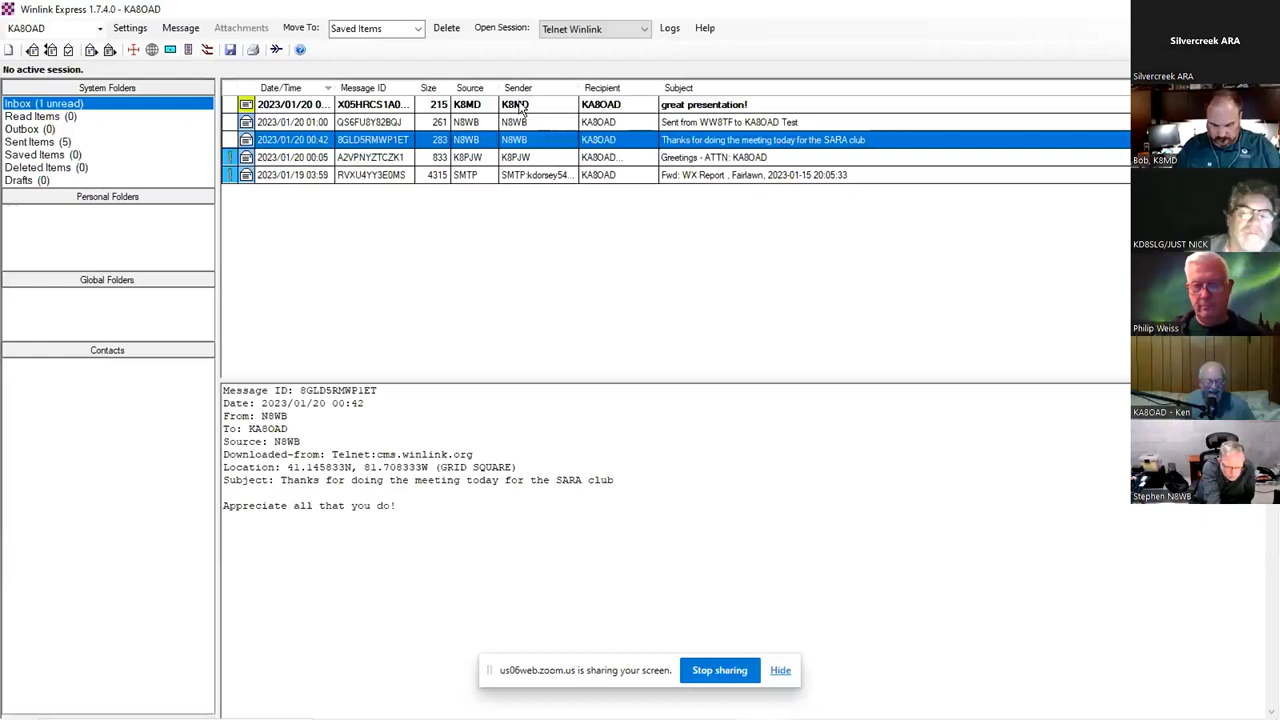 Winlink Express 1.7.4.0 - KA8OAD
KA8OAD Settings Message Attachments Move To: Saved Items Delete Open Session: Telnet Winlink Logs Help
No active session.
System Folders
Inbox (1 unread)
Read Items (0)
Outbox (0)
Sent Items (5)
Saved Items (0)
Deleted Items (0)
Drafts (0)
Personal Folders
Global Folders
Contacts
Date/Time Message ID Size Source Sender Recipient Subject
2023/01/20 0... X05HRCS1A0... 215 K8MD K8MD KA8OAD great presentation!
2023/01/20 01:00 QS6FU8Y82BGJ 261 N8WB N8WB KA8OAD Sent from WW8TF to KA8OAD Test
2023/01/20 00:42 8GLD5RMWP1ET 283 N8WB N8WB KA8OAD Thanks for doing the meeting today for the SARA club
2023/01/20 00:05 A2VPNYZTCZK1 833 K8PJW K8PJW KA8OAD... Greetings - ATTN: KA8OAD
2023/01/19 03:59 RVXU4YY3E0MS 4315 SMTP SMTP:kdorsey54... KA8OAD Fwd: WX Report , Fairlawn, 2023-01-15 20:05:33
Message ID: 8GLD5RMWP1ET
Date: 2023/01/20 00:42
From: N8WB
To: KA8OAD
Source: N8WB
Downloaded-from: Telnet:cms.winlink.org
Location: 41.145833N, 81.708333W (GRID SQUARE)
Subject: Thanks for doing the meeting today for the SARA club
Appreciate all that you do!
us06web.zoom.us is sharing your screen. Stop sharing Hide
Silvercreek ARA
Silvercreek ARA
Bob, K8MD
KD8SLG/JUST NICK
Philip Weiss
KA8OAD - Ken
Stephen N8WB